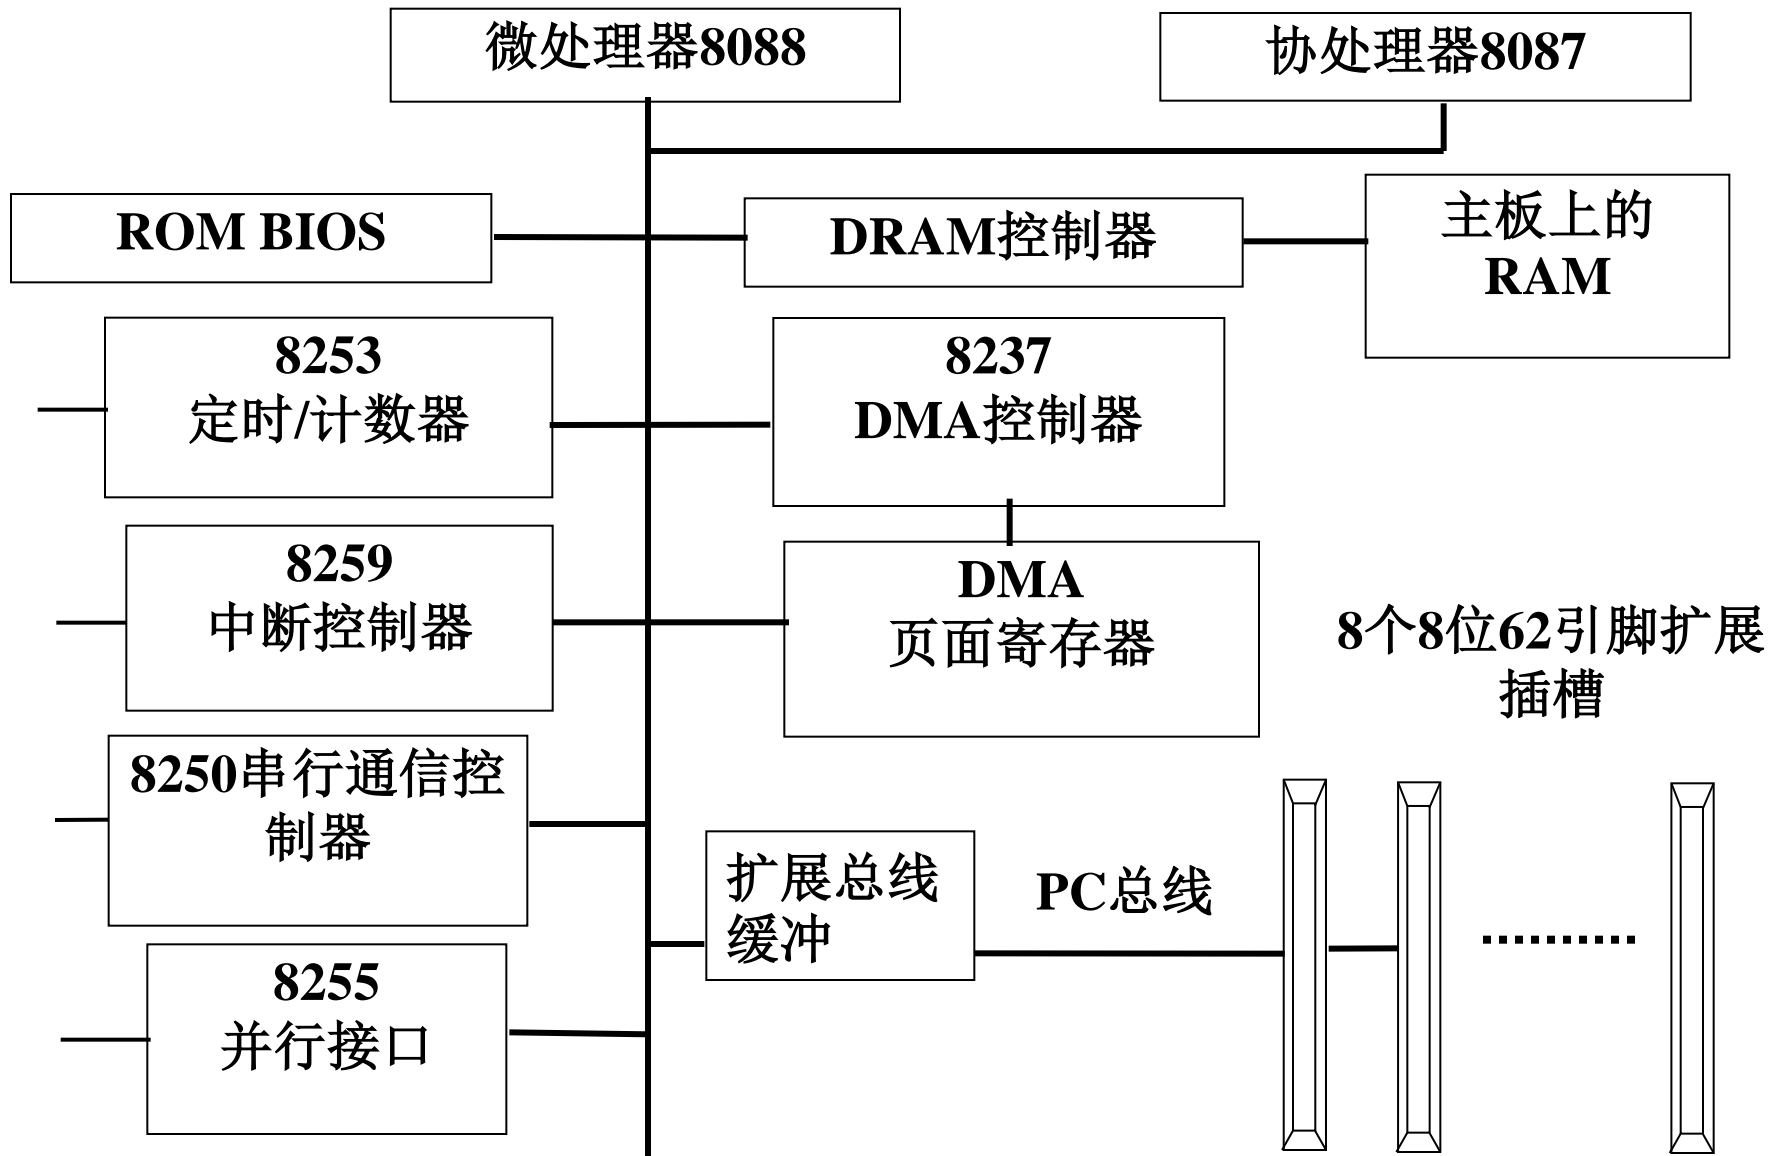 微处理器8088
协处理器8087
ROM BIOS
DRAM控制器
主板上的
RAM
8253
定时/计数器
8237
DMA控制器
8259
中断控制器
DMA
页面寄存器
8个8位62引脚扩展
插槽
8250串行通信控
制器
扩展总线
缓冲
PC总线
8255
并行接口